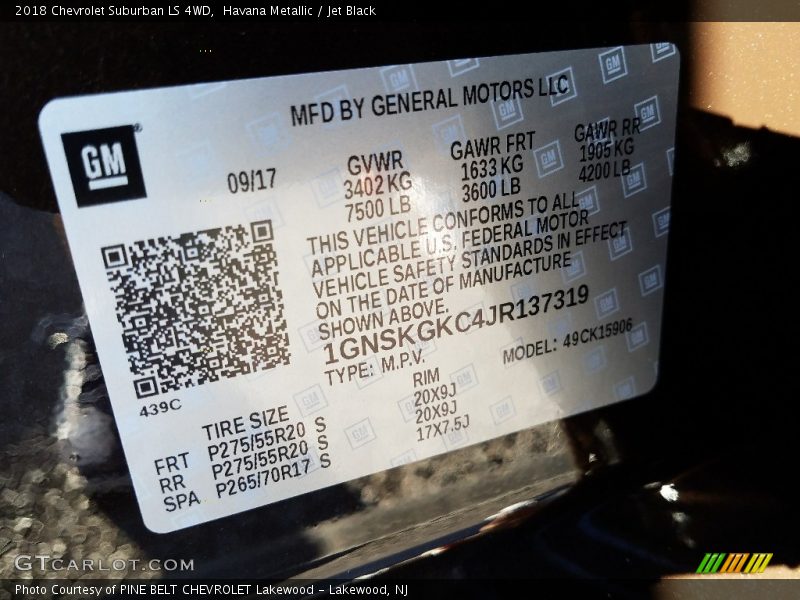 2018 Chevrolet Suburban LS 4WD,  Havana Metallic / Jet Black
MFD BY GENERAL MOTORS LLC
GM
09/17
GVWR
3402 KG
7500 LB
GAWR FRT
1633 KG
3600 LB
GAWR RR
1905 KG
4200 LB
THIS VEHICLE CONFORMS TO ALL
APPLICABLE U.S. FEDERAL MOTOR
VEHICLE SAFETY STANDARDS IN EFFECT
ON THE DATE OF MANUFACTURE
SHOWN ABOVE.
1GNSKGKC4JR137319
TYPE: M.P.V.
MODEL: 49CK15906
439C
TIRE SIZE
RIM
FRT P275/55R20 S 20X9J
RR P275/55R20 S 20X9J
SPA P265/70R17 S 17X7.5J
GTCARLOT.COM
Photo Courtesy of PINE BELT CHEVROLET Lakewood - Lakewood, NJ